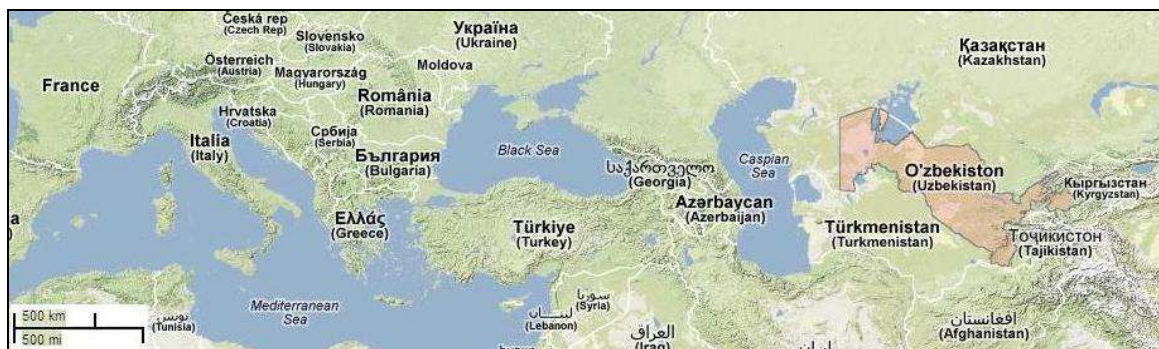 Česká rep
(Czech Rep)
Slovensko
(Slovakia)
Україна
(Ukraine)
Қазақстан
(Kazakhstan)
Österreich
(Austria)
Magyarország
(Hungary)
Moldova
France
România
(Romania)
Hrvatska
(Croatia)
Italia
(Italy)
Србија
(Serbia)
България
(Bulgaria)
Black Sea
საქართველო
(Georgia)
Caspian
Sea
O'zbekiston
(Uzbekistan)
Кыргызстан
(Kyrgyzstan)
Azərbaycan
(Azerbaijan)
Ελλάς
(Greece)
Türkiye
(Turkey)
Türkmenistan
(Turkmenistan)
Тоҷикистон
(Tajikistan)
a
)
Mediterranean
Sea
تونس
(Tunisia)
سوريا
(Syria)
لبنان
(Lebanon)
العراق
(Iraq)
افغانستان
(Afghanistan)
500 km
500 mi